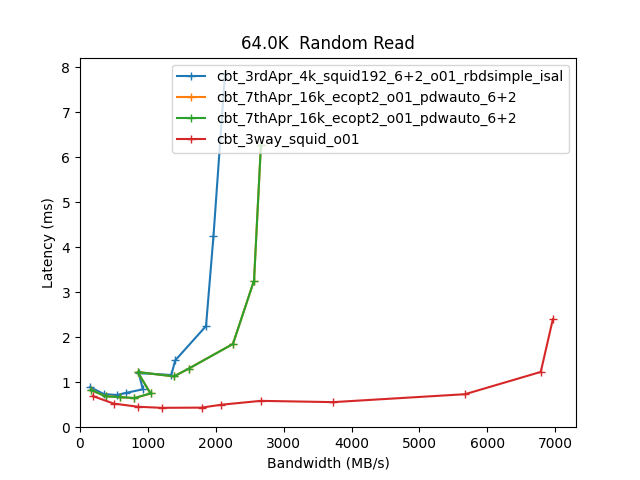 64.0K  Random Read
cbt_3rdApr_4k_squid192_6+2_o01_rbdsimple_isal
cbt_7thApr_16k_ecopt2_o01_pdwauto_6+2
cbt_7thApr_16k_ecopt2_o01_pdwauto_6+2
cbt_3way_squid_o01
Latency (ms)
8
7
6
5
4
3
2
1
0
0 1000 2000 3000 4000 5000 6000 7000
Bandwidth (MB/s)